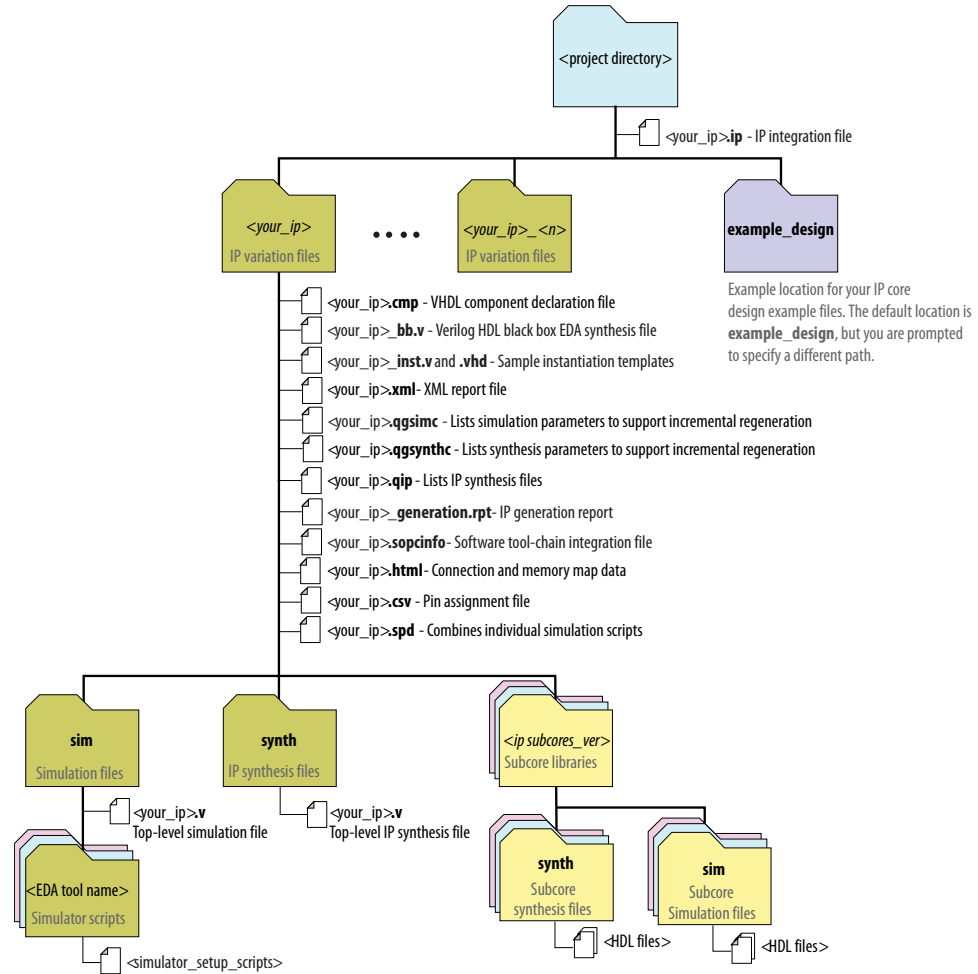 <project directory>
<your_ip>.ip - IP integration file
<your_ip>
IP variation files
<your_ip>_<n>
IP variation files
example_design
Example location for your IP core
design example files. The default location is
example_design, but you are prompted
to specify a different path.
<your_ip>.cmp - VHDL component declaration file
<your_ip>_bb.v - Verilog HDL black box EDA synthesis file
<your_ip>_inst.v and .vhd - Sample instantiation templates
<your_ip>.xml- XML report file
<your_ip>.qgsimc - Lists simulation parameters to support incremental regeneration
<your_ip>.qgsynthc - Lists synthesis parameters to support incremental regeneration
<your_ip>.qip - Lists IP synthesis files
<your_ip>_generation.rpt- IP generation report
<your_ip>.sopcinfo- Software tool-chain integration file
<your_ip>.html- Connection and memory map data
<your_ip>.csv - Pin assignment file
<your_ip>.spd - Combines individual simulation scripts
sim
Simulation files
synth
IP synthesis files
<ip subcores_ver>
Subcore libraries
<your_ip>.v
Top-level simulation file
<your_ip>.v
Top-level IP synthesis file
<EDA tool name>
Simulator scripts
synth
Subcore
synthesis files
sim
Subcore
Simulation files
<simulator_setup_scripts>
<HDL files>
<HDL files>